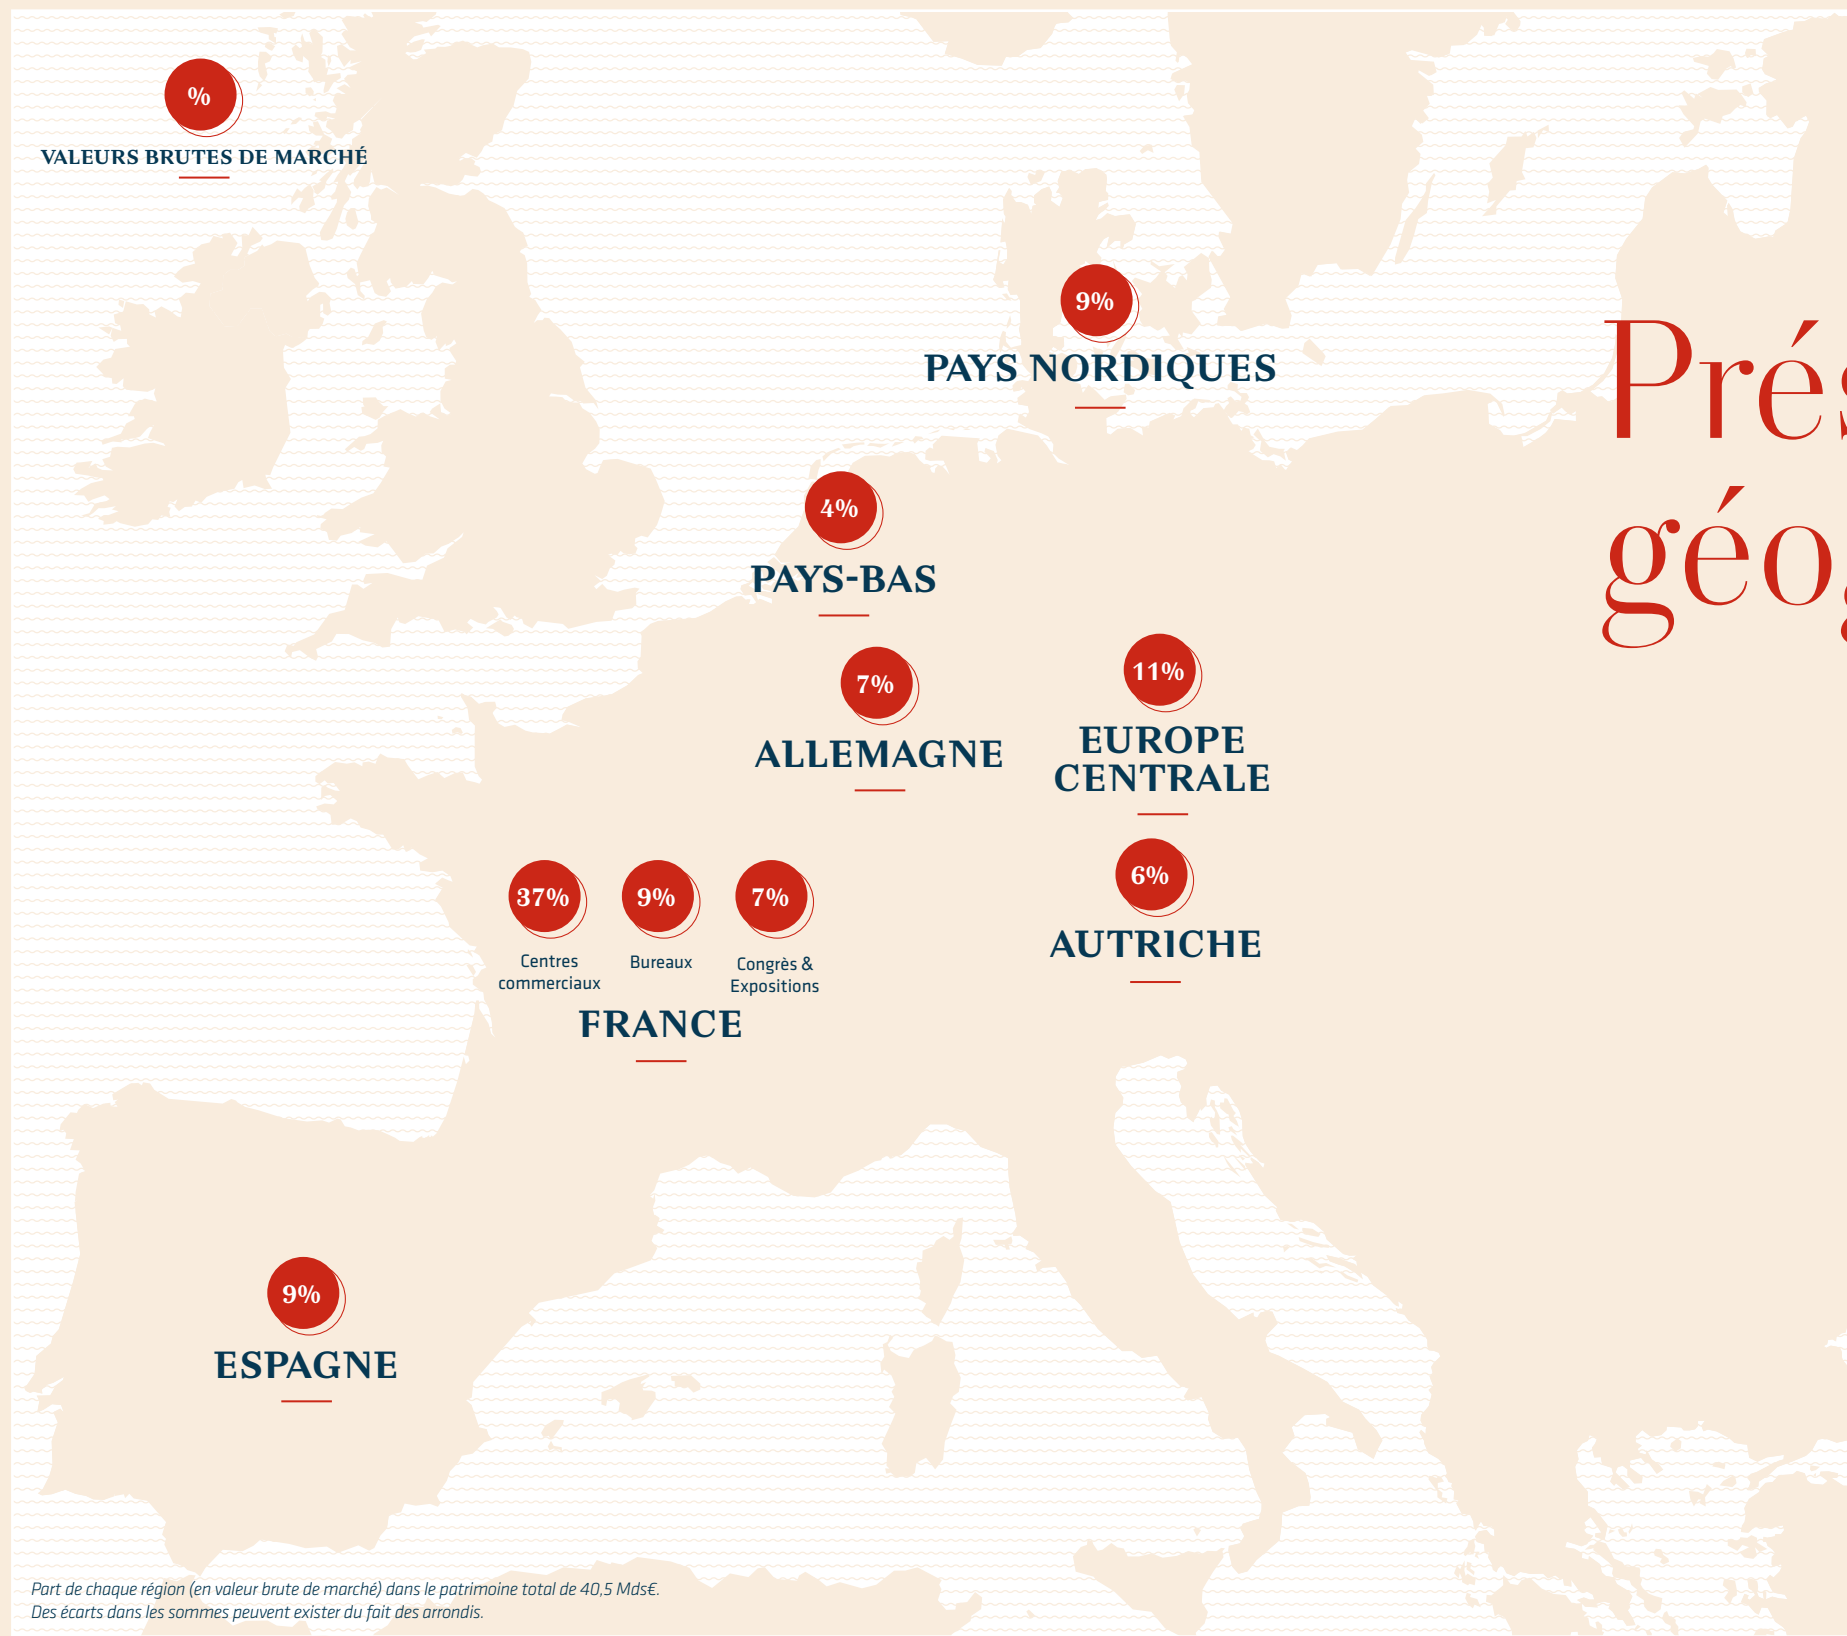 %
VALEURS BRUTES DE MARCHÉ
9%
PAYS NORDIQUES
Prés
géog
4%
PAYS-BAS
7%
ALLEMAGNE
11%
EUROPE
CENTRALE
6%
AUTRICHE
37%
9%
7%
Centres
commerciaux
Bureaux
Congrès &
Expositions
FRANCE
9%
ESPAGNE
Part de chaque région (en valeur brute de marché) dans le patrimoine total de 40,5 Mds€.
Des écarts dans les sommes peuvent exister du fait des arrondis.